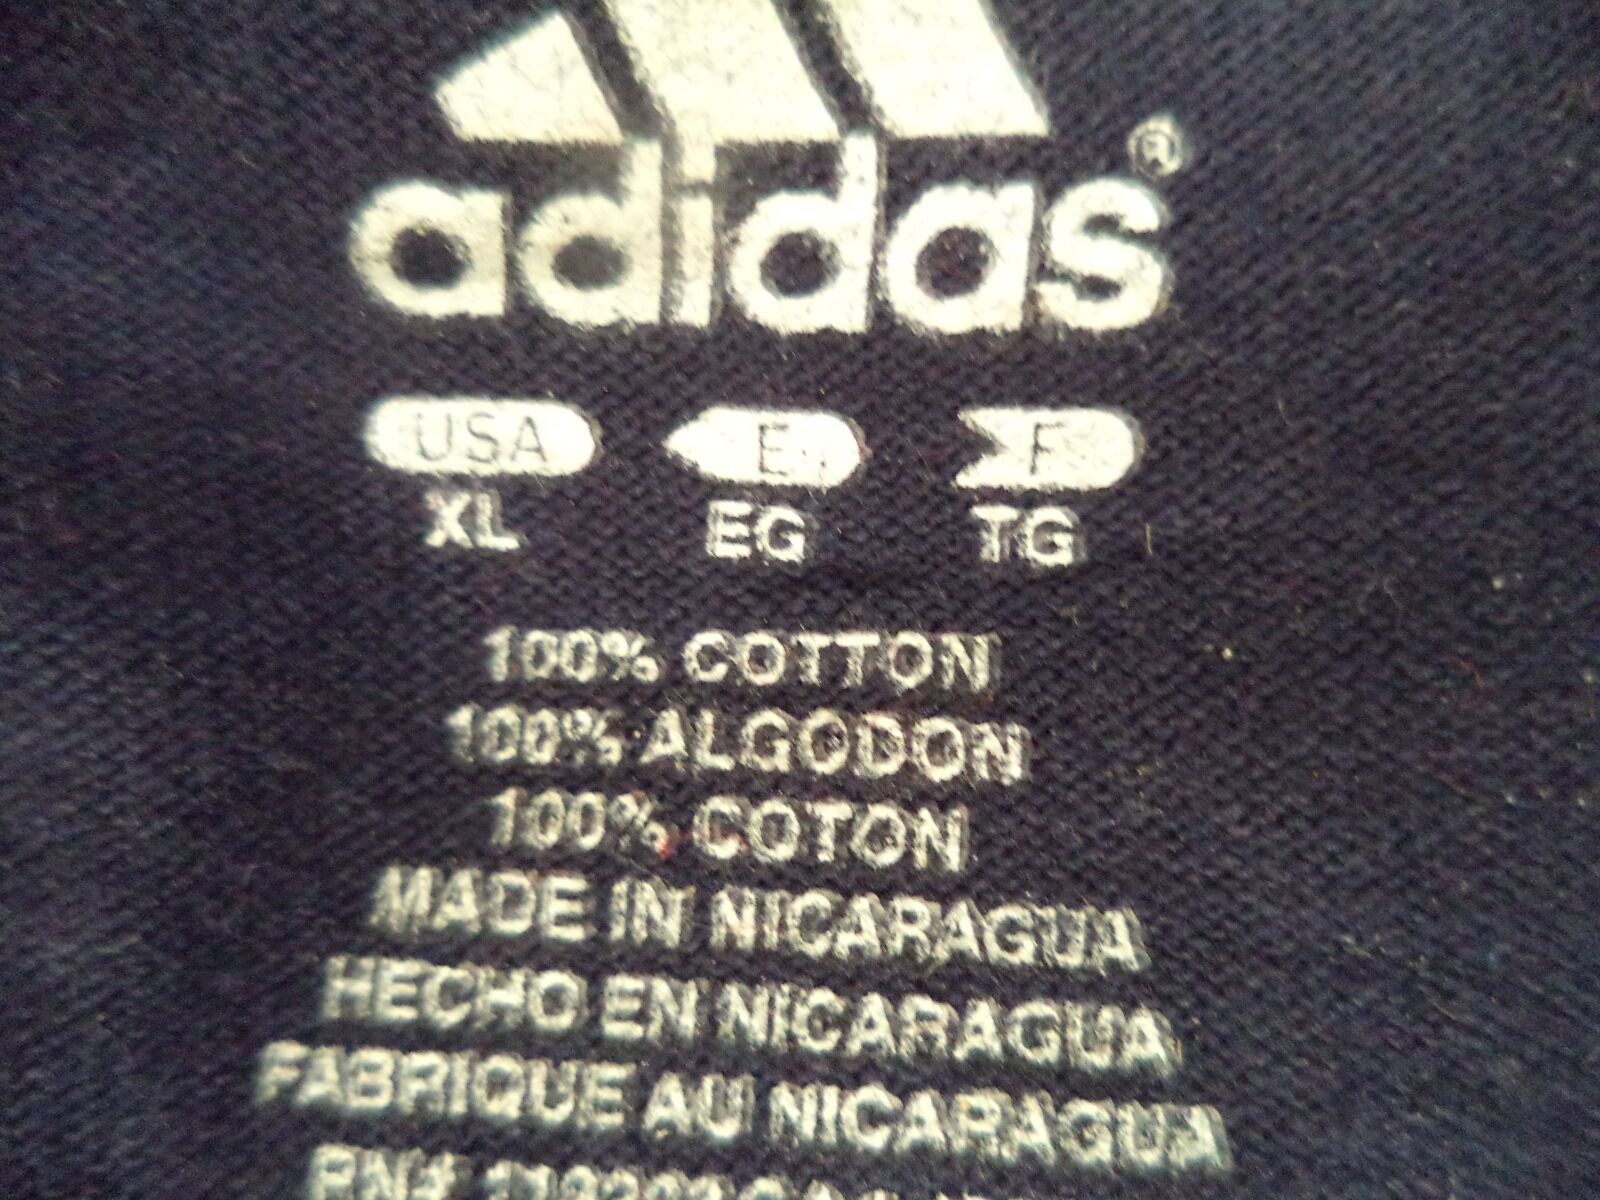 adidas®
USA E F
XL EG TG
100% COTTON
100% ALGODON
100% COTON
MADE IN NICARAGUA
HECHO EN NICARAGUA
FABRIQUE AU NICARAGUA